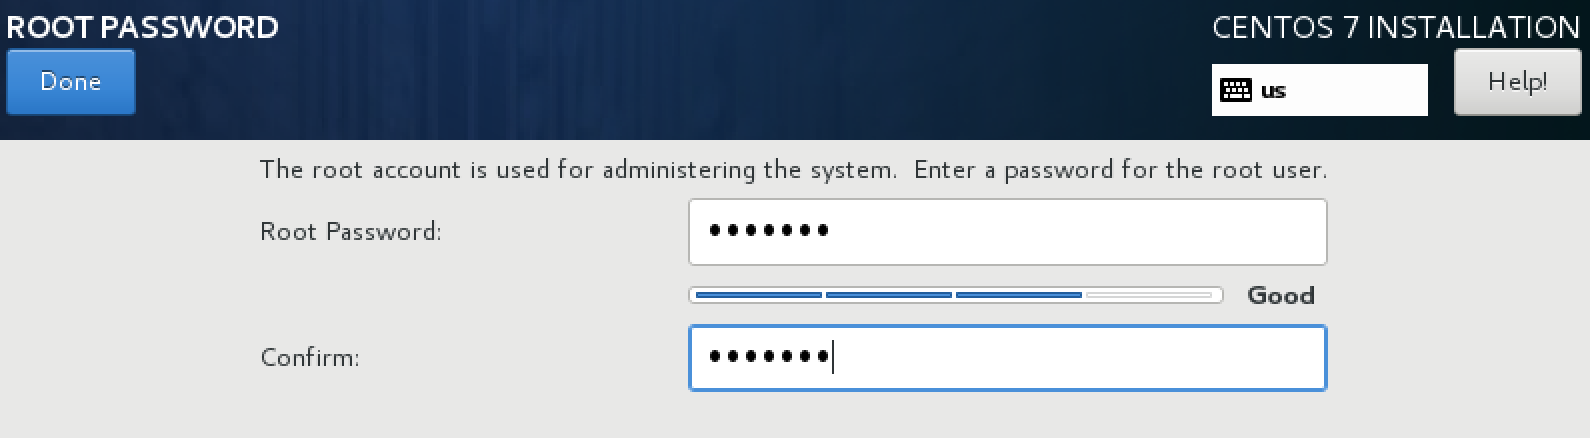 ROOT PASSWORD
CENTOS 7 INSTALLATION
Done
us
Help!
The root account is used for administering the system.  Enter a password for the root user.
Root Password:
•••••••
Good
Confirm:
•••••••